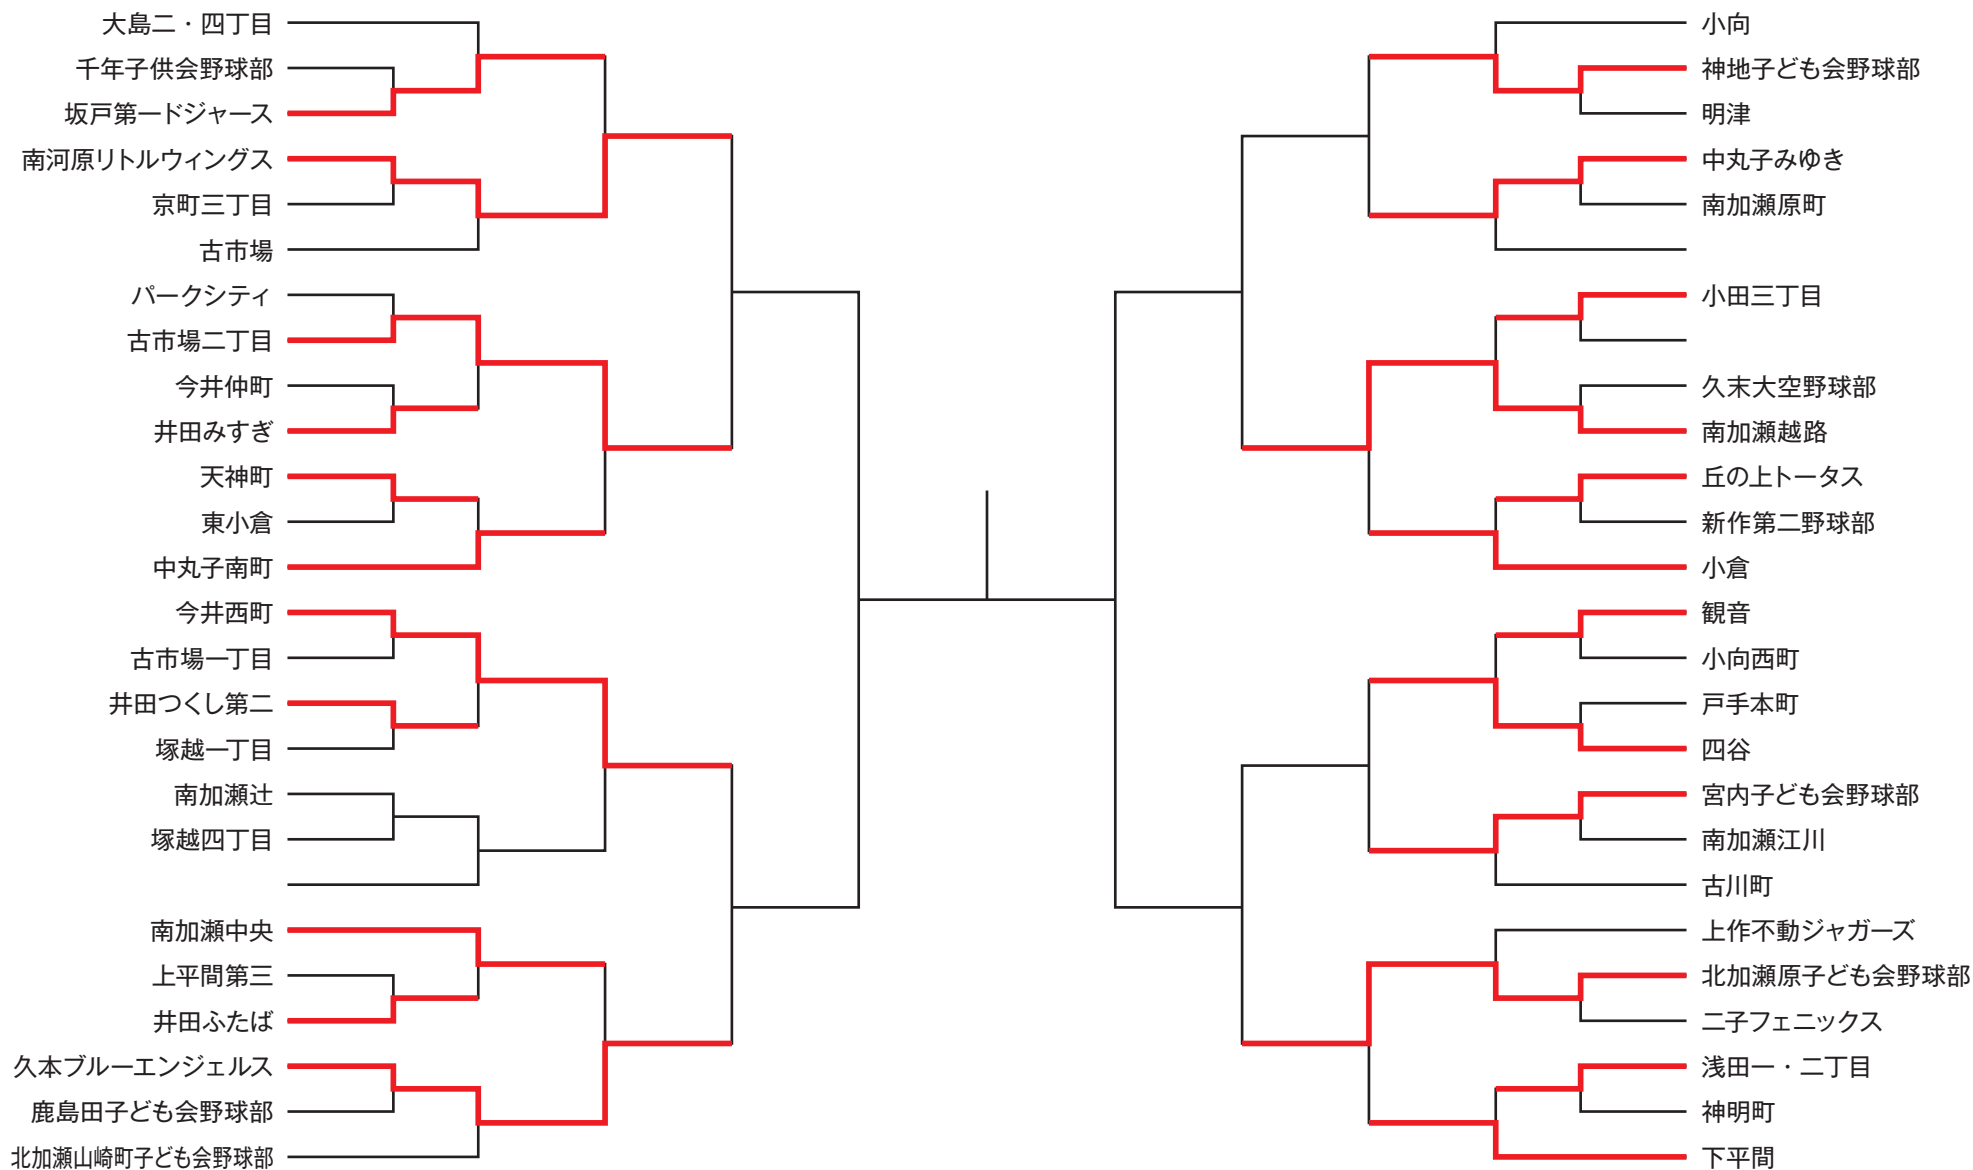 大島二・四丁目
千年子供会野球部
坂戸第一ドジャース
南河原リトルウィングス
京町三丁目
古市場
パークシティ
古市場二丁目
今井仲町
井田みすぎ
天神町
東小倉
中丸子南町
今井西町
古市場一丁目
井田つくし第二
塚越一丁目
南加瀬辻
塚越四丁目
南加瀬中央
上平間第三
井田ふたば
久本ブルーエンジェルス
鹿島田子ども会野球部
北加瀬山崎町子ども会野球部
小向
神地子ども会野球部
明津
中丸子みゆき
南加瀬原町
小田三丁目
久末大空野球部
南加瀬越路
丘の上トータス
新作第二野球部
小倉
観音
小向西町
戸手本町
四谷
宮内子ども会野球部
南加瀬江川
古川町
上作不動ジャガーズ
北加瀬原子ども会野球部
二子フェニックス
浅田一・二丁目
神明町
下平間